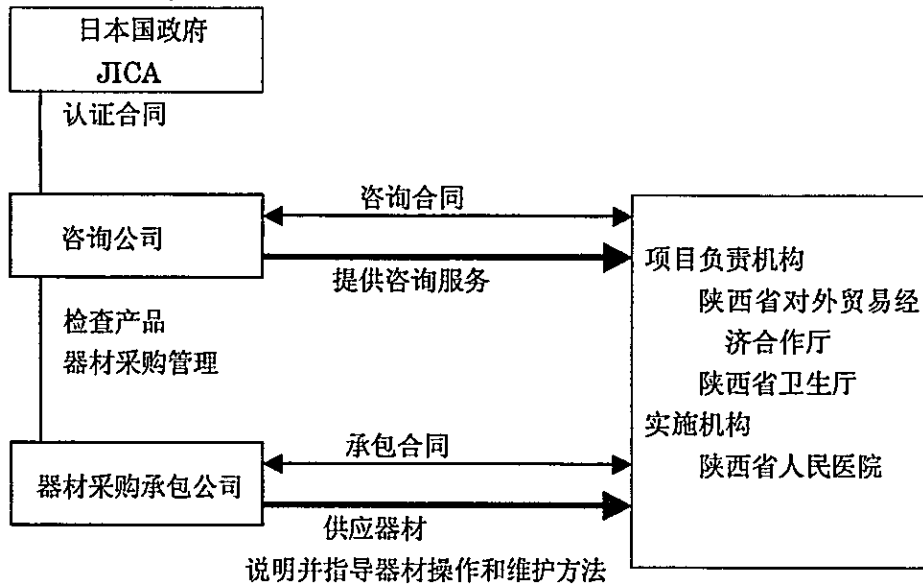 日本国政府
JICA
认证合同
咨询公司
咨询合同
提供咨询服务
检查产品
器材采购管理
器材采购承包公司
承包合同
供应器材
说明并指导器材操作和维护方法
项目负责机构
陕西省对外贸易经
济合作厅
陕西省卫生厅
实施机构
陕西省人民医院